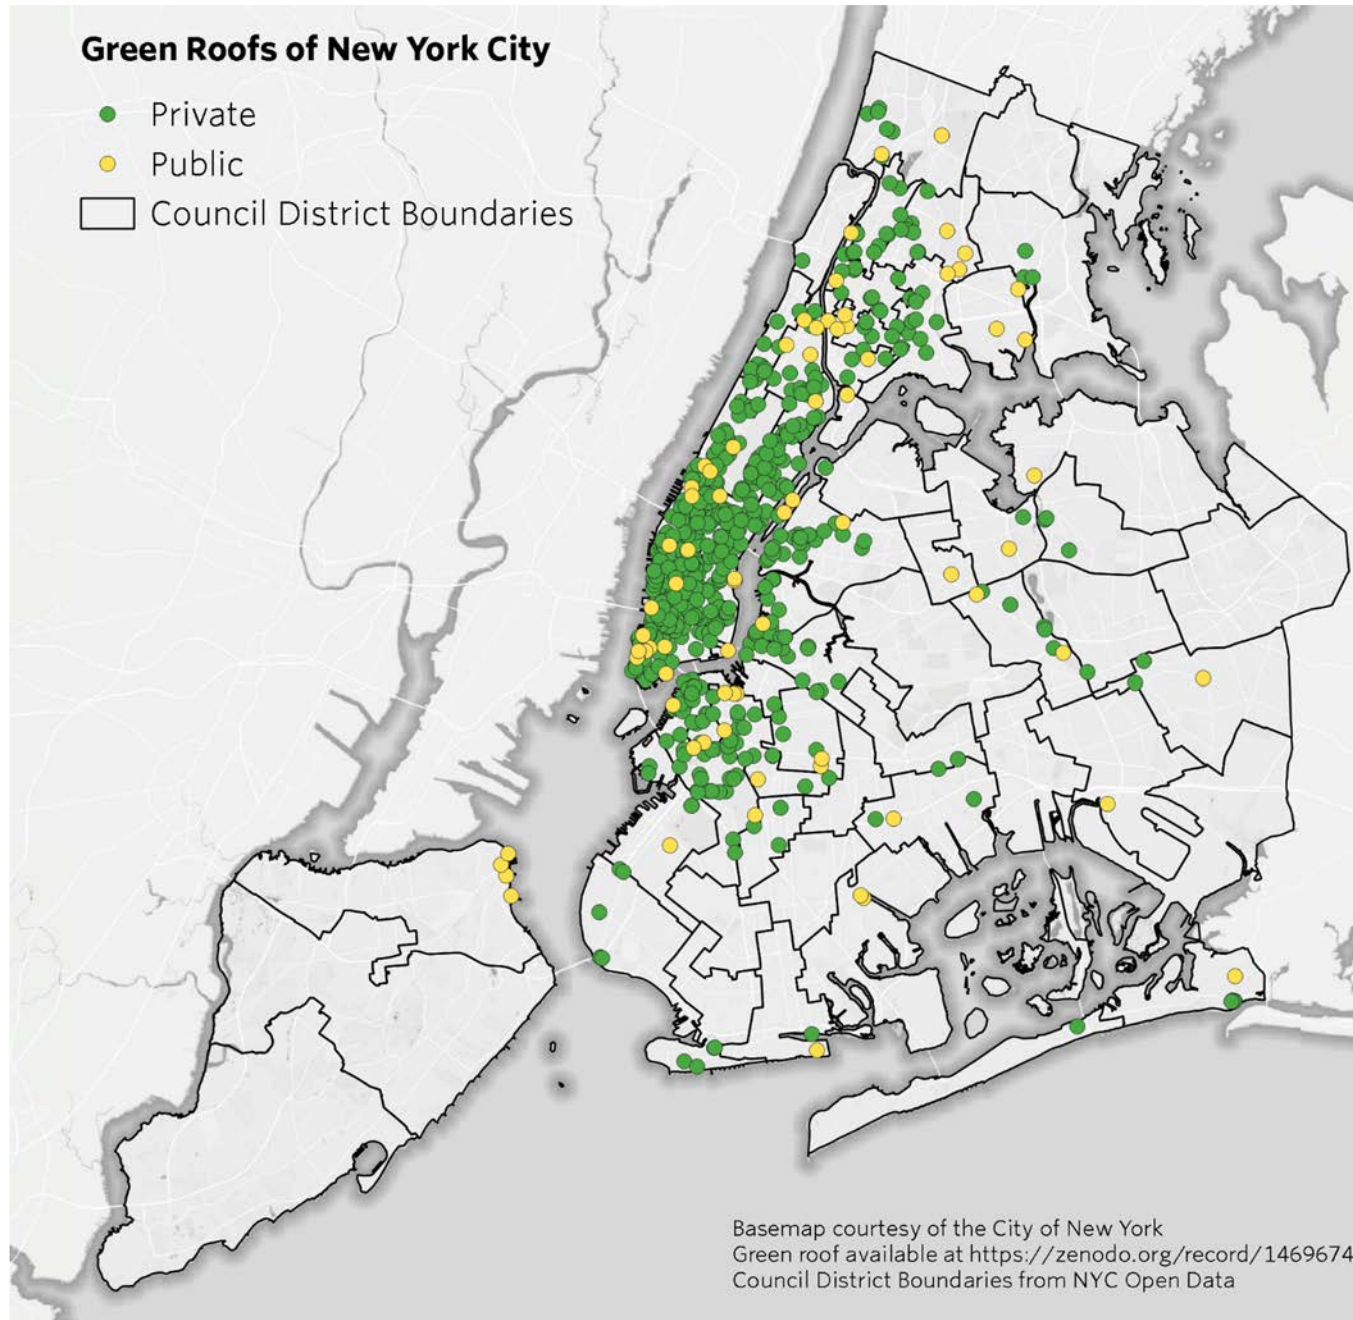 Green Roofs of New York City
Private
Public
Council District Boundaries
Basemap courtesy of the City of New York
Green roof available at https://zenodo.org/record/1469674
Council District Boundaries from NYC Open Data